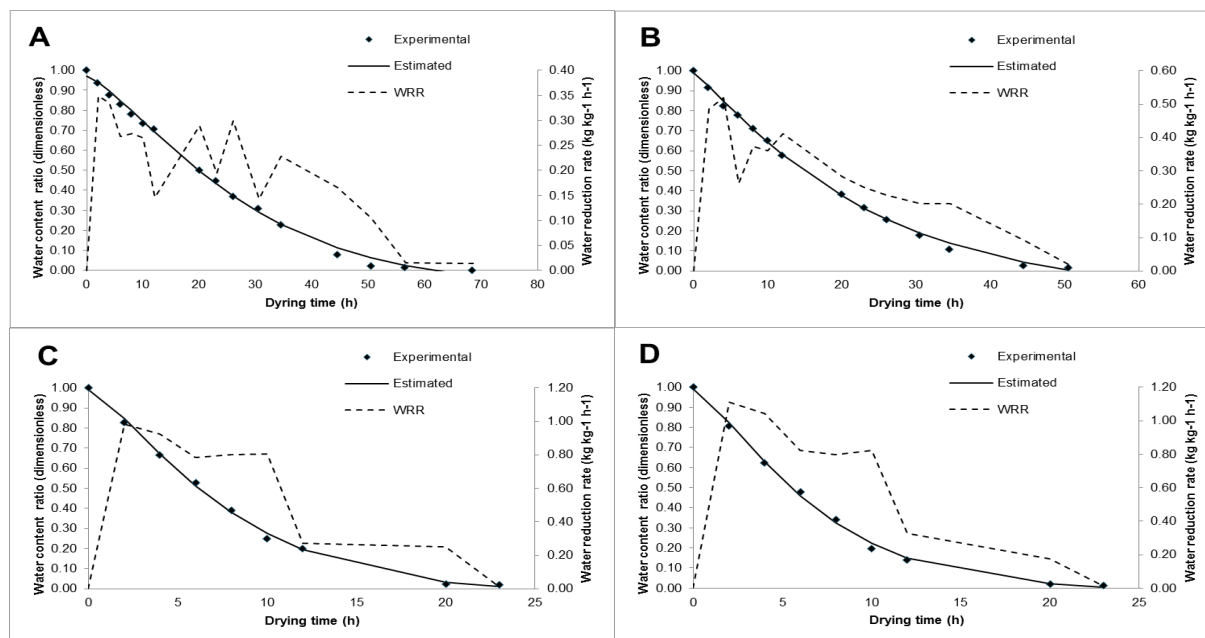 A
Experimental
Estimated
WRR
Water content ratio (dimensionless)
1.00
0.90
0.80
0.70
0.60
0.50
0.40
0.30
0.20
0.10
0.00
0.40
0.35
0.30
0.25
0.20
0.15
0.10
0.05
0.00
Water reduction rate (kg kg-1 h-1)
0 10 20 30 40 50 60 70 80
Dyring time (h)
B
Experimental
Estimated
WRR
Water content ratio (dimensionless)
1.00
0.90
0.80
0.70
0.60
0.50
0.40
0.30
0.20
0.10
0.00
0.60
0.50
0.40
0.30
0.20
0.10
0.00
Water reduction rate (kg kg-1 h-1)
0 10 20 30 40 50 60
Drying time (h)
C
Experimental
Estimated
WRR
Water content ratio (dimensionless)
1.00
0.90
0.80
0.70
0.60
0.50
0.40
0.30
0.20
0.10
0.00
1.20
1.00
0.80
0.60
0.40
0.20
0.00
Water reduction rate (kg kg-1 h-1)
0 5 10 15 20 25
Drying time (h)
D
Experimental
Estimated
WRR
Water content ratio (dimensionless)
1.00
0.90
0.80
0.70
0.60
0.50
0.40
0.30
0.20
0.10
0.00
1.20
1.00
0.80
0.60
0.40
0.20
0.00
Water reduction rate (kg kg-1 h-1)
0 5 10 15 20 25
Drying time (h)